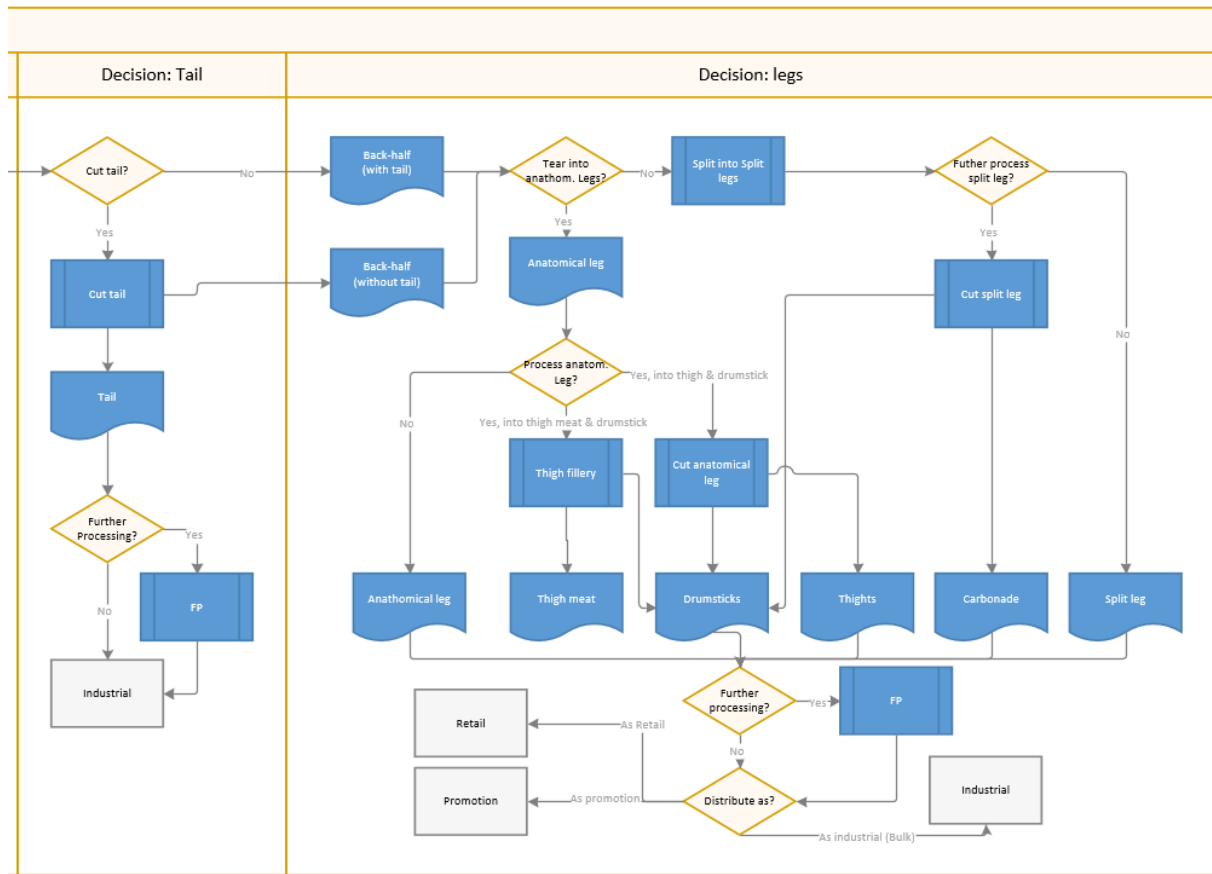 Decision: Tail
Decision: legs
Cut tail?
No
Back-half
(with tail)
Tear into
anathom. Legs?
No
Split into Split
legs
Futher process
split leg?
Yes
Yes
Yes
Cut tail
Back-half
(without tail)
Anatomical leg
Cut split leg
No
Process anatom.
Leg?
Yes, into thigh & drumstick
Tail
No
Yes, into thigh meat & drumstick
Thigh fillery
Cut anatomical
leg
Further
Processing?
Yes
No
FP
Anathomical leg
Thigh meat
Drumsticks
Thights
Carbonade
Split leg
Industrial
Further
processing?
Yes
FP
Retail
As Retail
No
Promotion
As promotion
Distribute as?
Industrial
As industrial (Bulk)